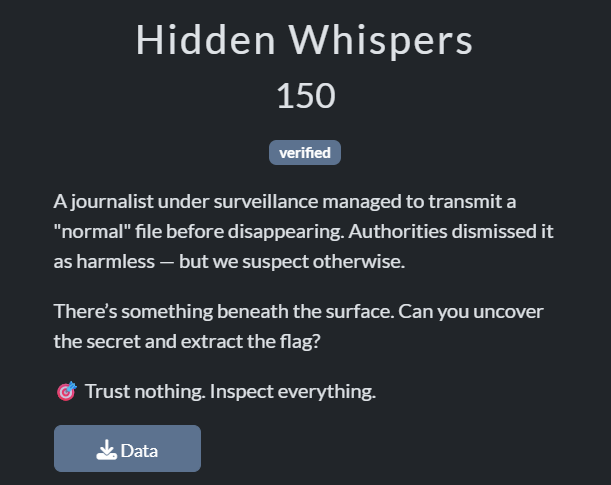 Hidden Whispers
150
verified
A journalist under surveillance managed to transmit a
"normal" file before disappearing. Authorities dismissed it
as harmless — but we suspect otherwise.
There’s something beneath the surface. Can you uncover
the secret and extract the flag?
🎯 Trust nothing. Inspect everything.
Data